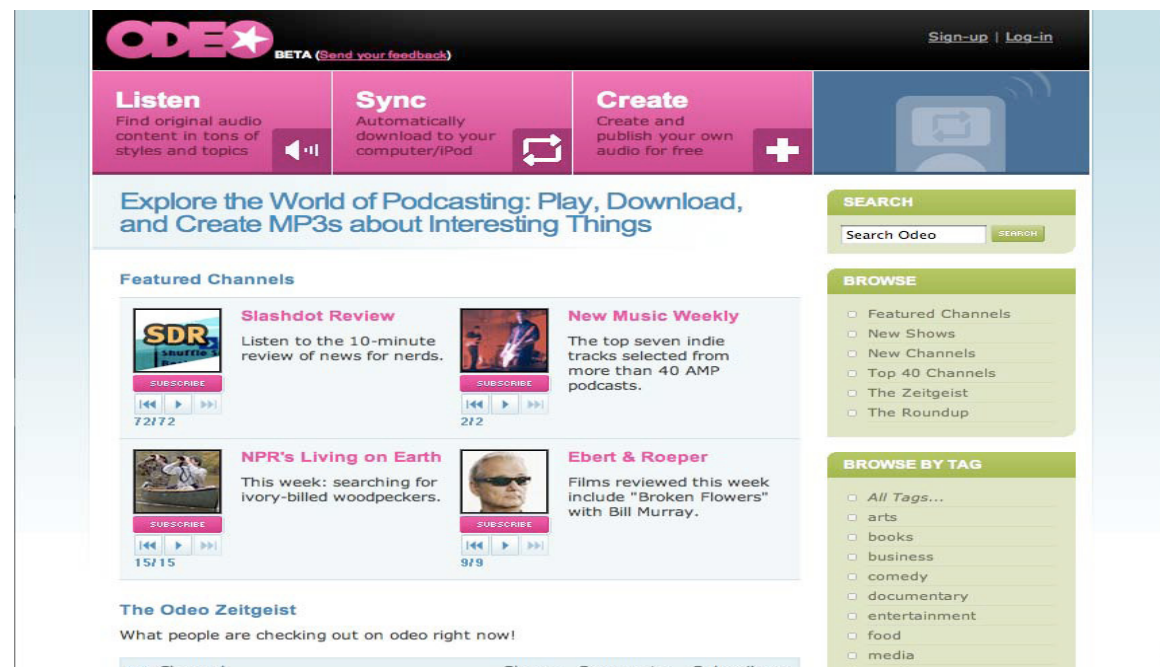 ODEO
BETA (Send your feedback)
Sign-up | Log-in
Listen
Find original audio
content in tons of
styles and topics
Sync
Automatically
download to your
computer/iPod
Create
Create and
publish your own
audio for free
Explore the World of Podcasting: Play, Download,
and Create MP3s about Interesting Things
Featured Channels
SDR
Shuffle
SUBSCRIBE
72/72
Slashdot Review
Listen to the 10-minute
review of news for nerds.
SUBSCRIBE
2/2
New Music Weekly
The top seven indie
tracks selected from
more than 40 AMP
podcasts.
SUBSCRIBE
15/15
NPR's Living on Earth
This week: searching for
ivory-billed woodpeckers.
SUBSCRIBE
9/9
Ebert & Roeper
Films reviewed this week
include "Broken Flowers"
with Bill Murray.
The Odeo Zeitgeist
What people are checking out on odeo right now!
SEARCH
Search Odeo
SEARCH
BROWSE
Featured Channels
New Shows
New Channels
Top 40 Channels
The Zeitgeist
The Roundup
BROWSE BY TAG
All Tags...
arts
books
business
comedy
documentary
entertainment
food
media